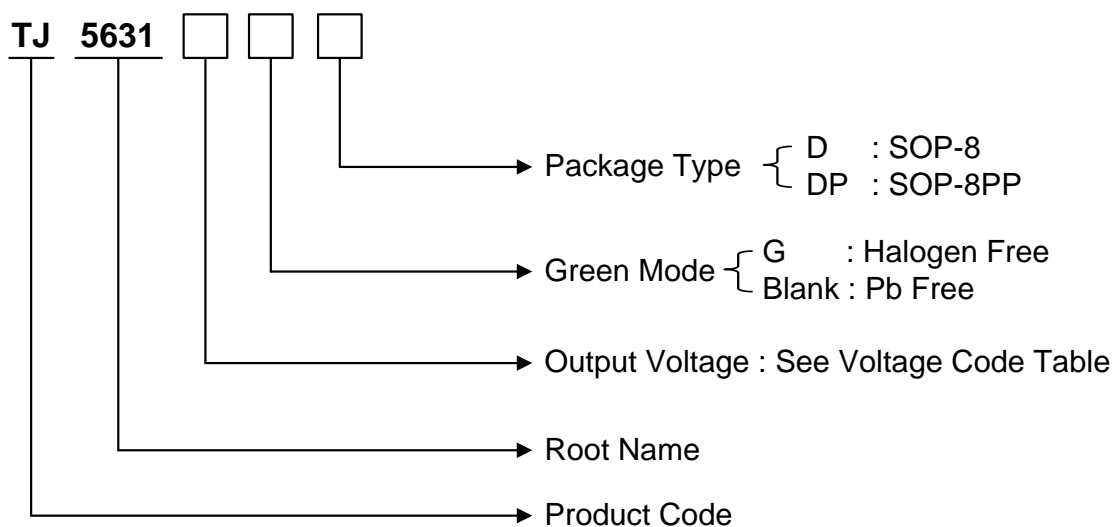 TJ 5631
Package Type D : SOP-8
DP : SOP-8PP
Green Mode G : Halogen Free
Blank : Pb Free
Output Voltage : See Voltage Code Table
Root Name
Product Code